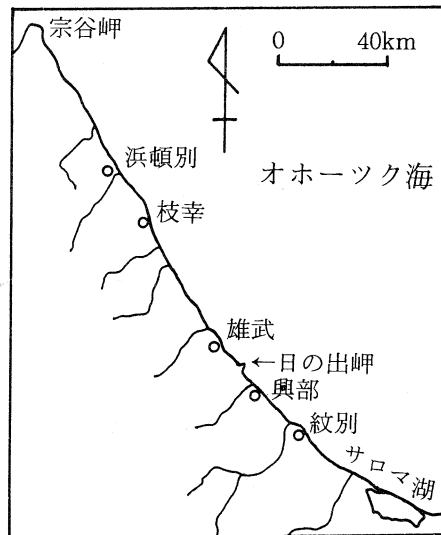 宗谷岬
0 40km
浜頓別
オホーツク海
枝幸
雄武
←日の出岬
興部
紋別
サロマ湖